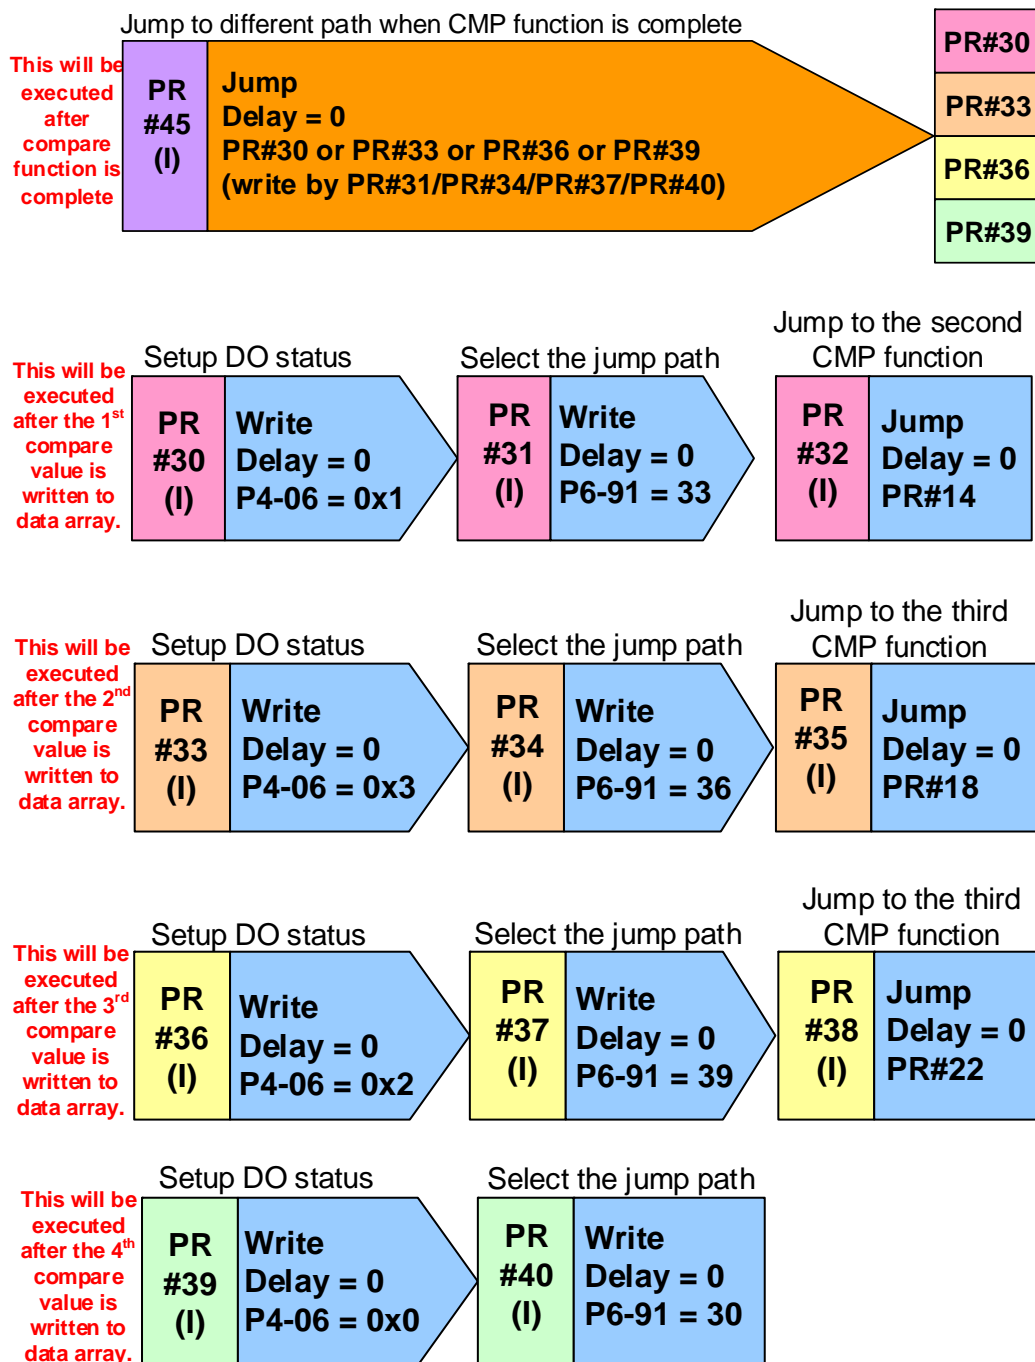 Jump to different path when CMP function is complete
This will be
executed
after
compare
function is
complete
PR
#45
(I)
Jump
Delay = 0
PR#30 or PR#33 or PR#36 or PR#39
(write by PR#31/PR#34/PR#37/PR#40)
PR#30
PR#33
PR#36
PR#39
This will be
executed
after the 1st
compare
value is
written to
data array.
Setup DO status
PR
#30
(I)
Write
Delay = 0
P4-06 = 0x1
Select the jump path
PR
#31
(I)
Write
Delay = 0
P6-91 = 33
Jump to the second
CMP function
PR
#32
(I)
Jump
Delay = 0
PR#14
This will be
executed
after the 2nd
compare
value is
written to
data array.
Setup DO status
PR
#33
(I)
Write
Delay = 0
P4-06 = 0x3
Select the jump path
PR
#34
(I)
Write
Delay = 0
P6-91 = 36
Jump to the third
CMP function
PR
#35
(I)
Jump
Delay = 0
PR#18
This will be
executed
after the 3rd
compare
value is
written to
data array.
Setup DO status
PR
#36
(I)
Write
Delay = 0
P4-06 = 0x2
Select the jump path
PR
#37
(I)
Write
Delay = 0
P6-91 = 39
Jump to the third
CMP function
PR
#38
(I)
Jump
Delay = 0
PR#22
This will be
executed
after the 4th
compare
value is
written to
data array.
Setup DO status
PR
#39
(I)
Write
Delay = 0
P4-06 = 0x0
Select the jump path
PR
#40
(I)
Write
Delay = 0
P6-91 = 30